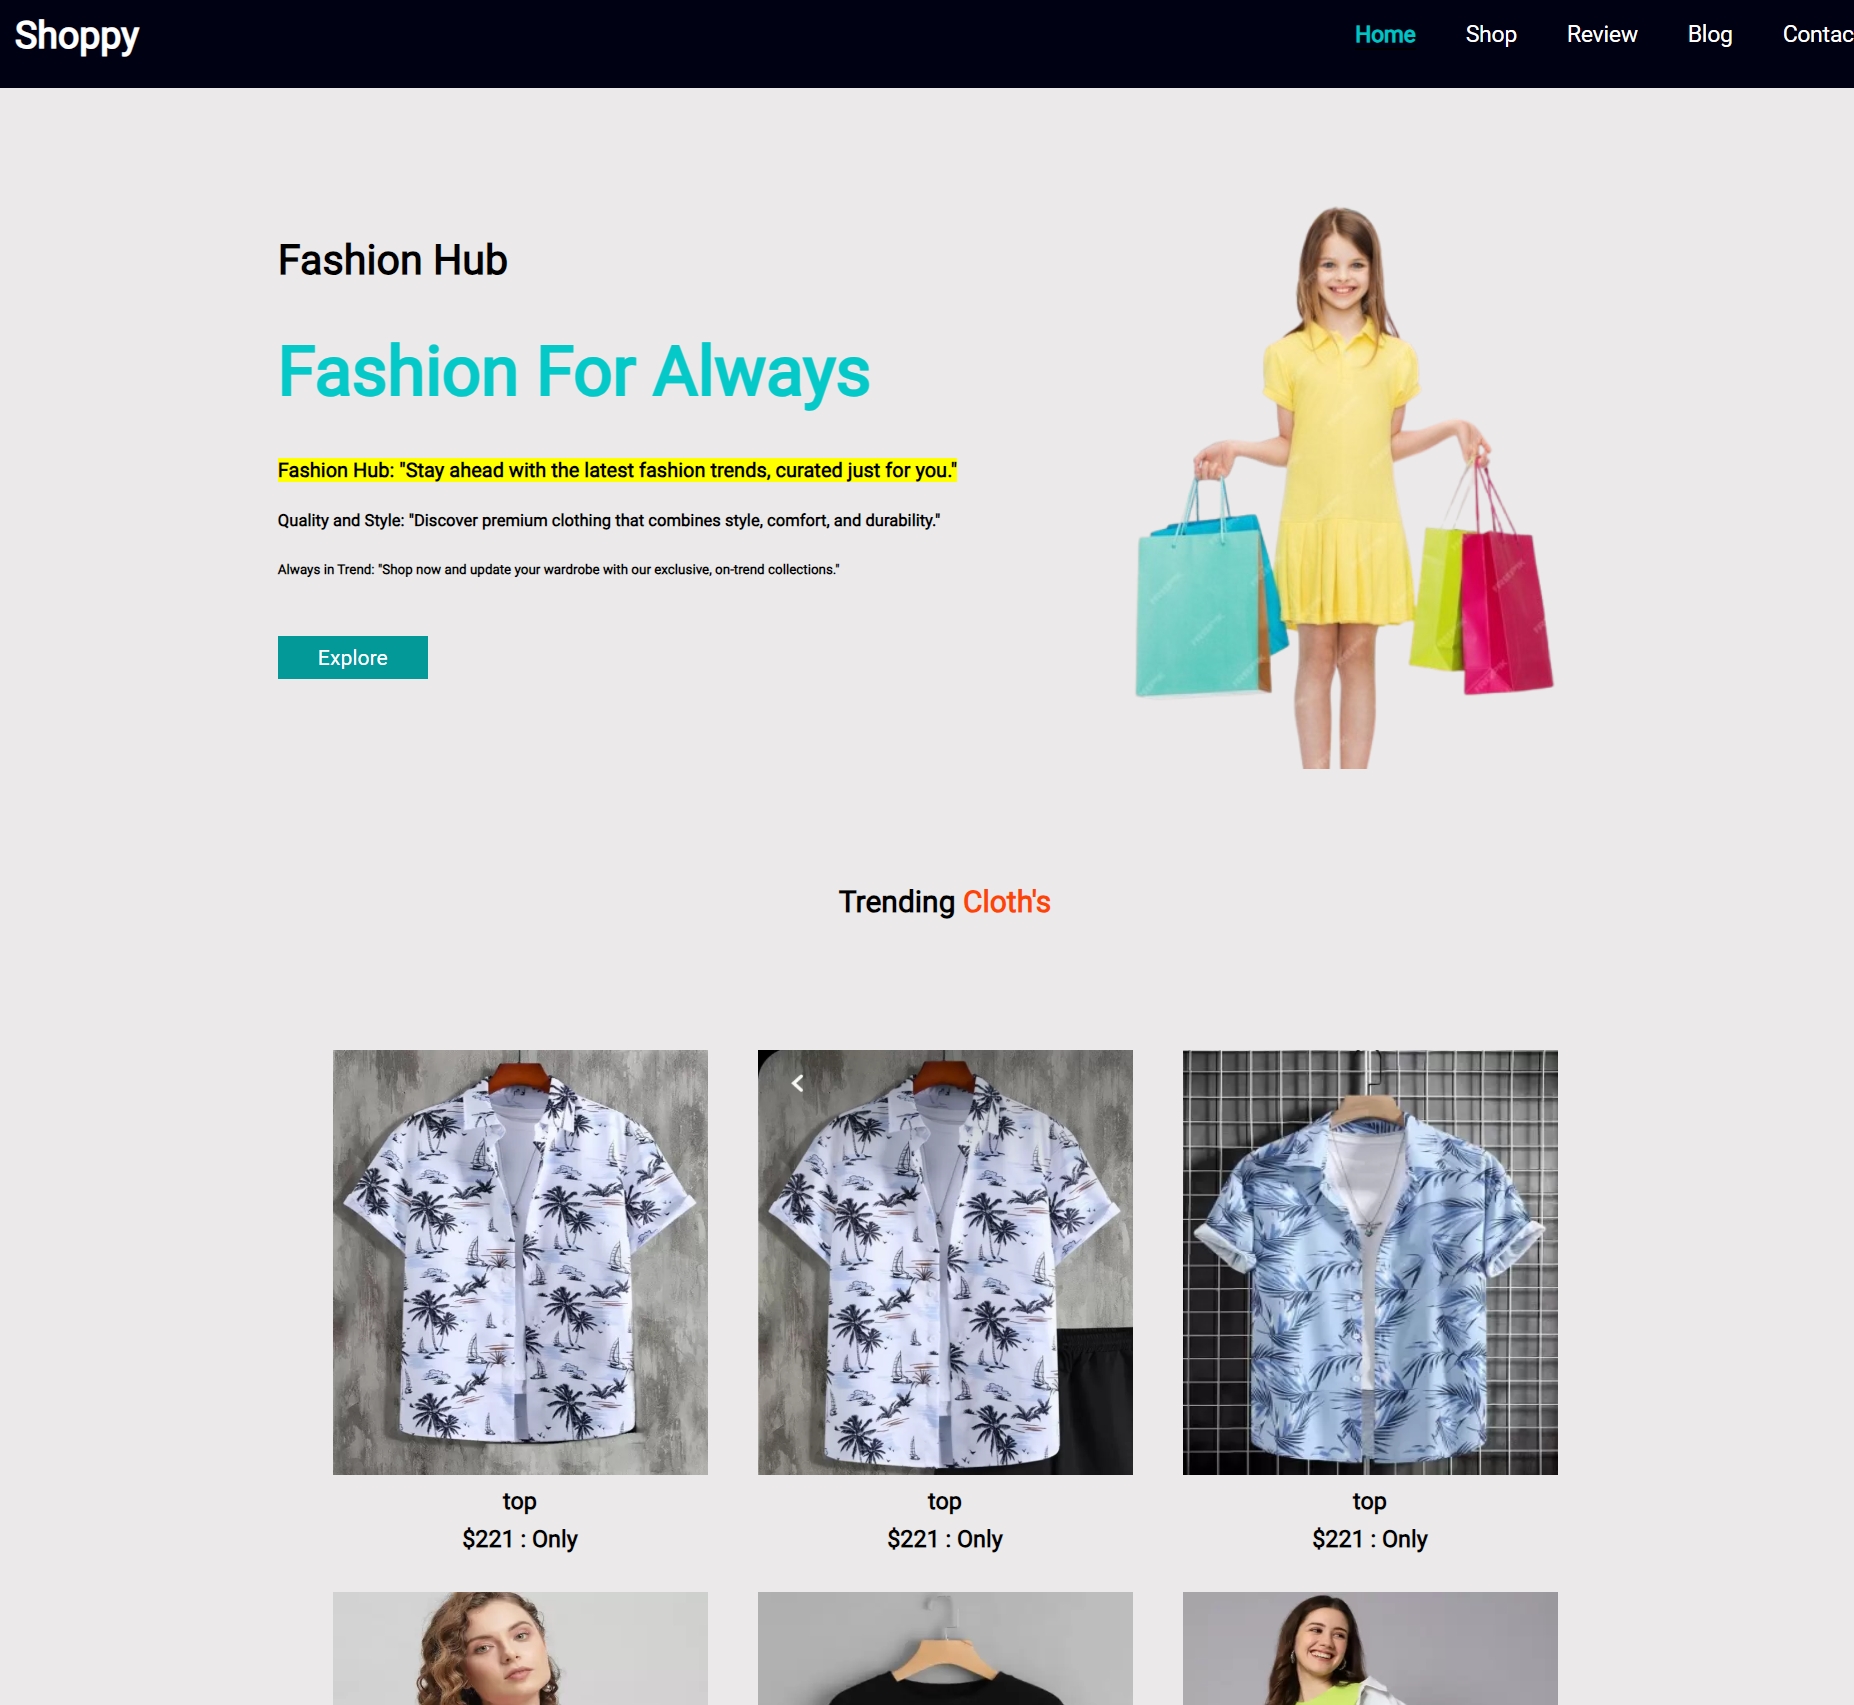 Shoppy
Home Shop Review Blog Contac
Fashion Hub
Fashion For Always
Fashion Hub: "Stay ahead with the latest fashion trends, curated just for you."
Quality and Style: "Discover premium clothing that combines style, comfort, and durability."
Always in Trend: "Shop now and update your wardrobe with our exclusive, on-trend collections."
Explore
Trending Cloth's
top
$221 : Only
top
$221 : Only
top
$221 : Only